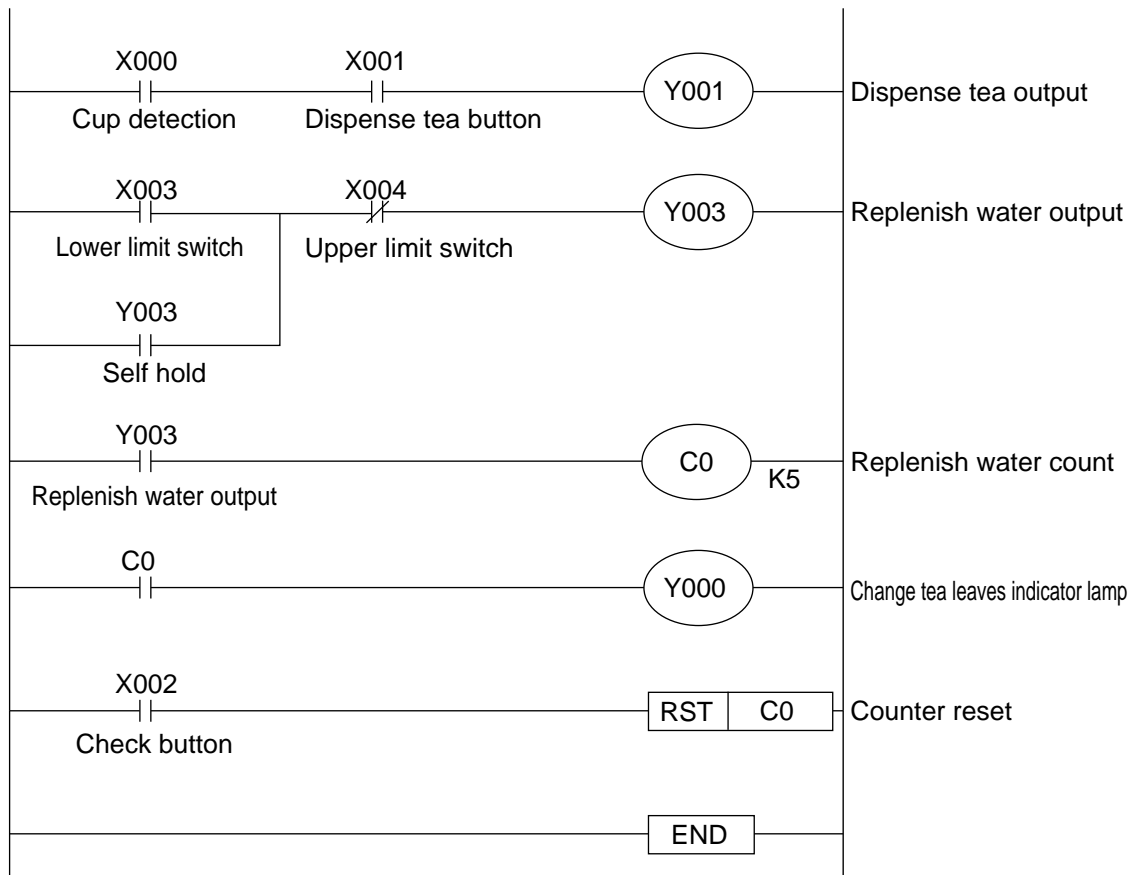 X000 X001
Y001 Dispense tea output
Cup detection Dispense tea button
X003 X004
Y003 Replenish water output
Lower limit switch Upper limit switch
Y003
Self hold
Y003
C0 K5 Replenish water count
Replenish water output
C0
Y000 Change tea leaves indicator lamp
X002
RST C0 Counter reset
Check button
END